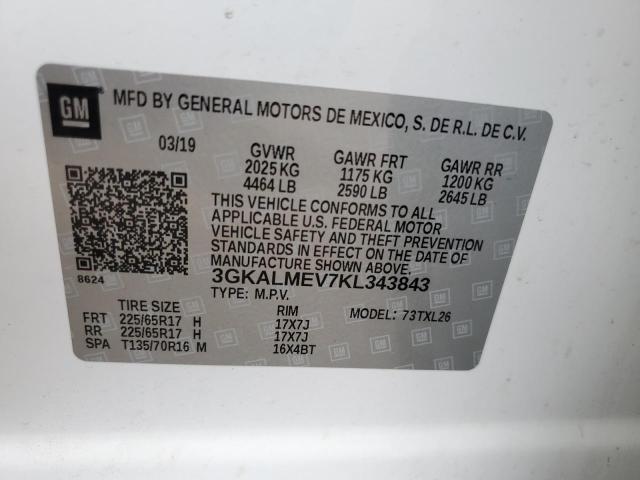 GM
MFD BY GENERAL MOTORS DE MEXICO, S. DE R.L. DE C.V.
03/19 GVWR GAWR FRT GAWR RR
2025 KG 1175 KG 1200 KG
4464 LB 2590 LB 2645 LB
THIS VEHICLE CONFORMS TO ALL
APPLICABLE U.S. FEDERAL MOTOR
VEHICLE SAFETY AND THEFT PREVENTION
STANDARDS IN EFFECT ON THE DATE OF
MANUFACTURE SHOWN ABOVE.
8624
3GKALMEV7KL343843
TYPE: M.P.V. MODEL: 73TXL26
TIRE SIZE RIM
FRT 225/65R17 H 17X7J
RR 225/65R17 H 17X7J
SPA T135/70R16 M 16X4BT